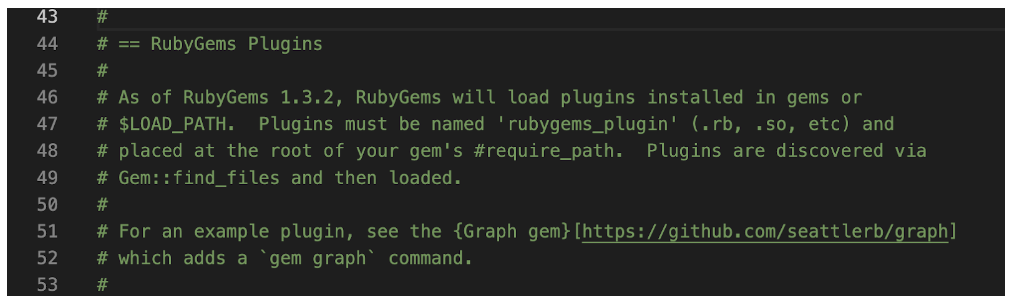 43 #
44 # == RubyGems Plugins
45 #
46 # As of RubyGems 1.3.2, RubyGems will load plugins installed in gems or
47 # $LOAD_PATH.  Plugins must be named 'rubygems_plugin' (.rb, .so, etc) and
48 # placed at the root of your gem's #require_path.  Plugins are discovered via
49 # Gem::find_files and then loaded.
50 #
51 # For an example plugin, see the {Graph gem}[https://github.com/seattlerb/graph]
52 # which adds a `gem graph` command.
53 #